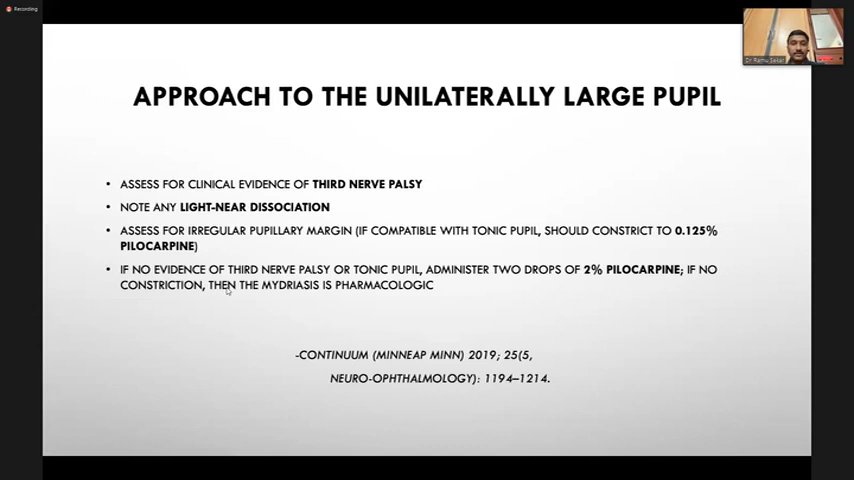 Recording
Dr Ramu Sekar
APPROACH TO THE UNILATERALLY LARGE PUPIL
• ASSESS FOR CLINICAL EVIDENCE OF THIRD NERVE PALSY
• NOTE ANY LIGHT-NEAR DISSOCIATION
• ASSESS FOR IRREGULAR PUPILLARY MARGIN (IF COMPATIBLE WITH TONIC PUPIL, SHOULD CONSTRICT TO 0.125%
PILOCARPINE)
• IF NO EVIDENCE OF THIRD NERVE PALSY OR TONIC PUPIL, ADMINISTER TWO DROPS OF 2% PILOCARPINE; IF NO
CONSTRICTION, THEN THE MYDRIASIS IS PHARMACOLOGIC
-CONTINUUM (MINNEAP MINN) 2019; 25(5,
NEURO-OPHTHALMOLOGY): 1194–1214.